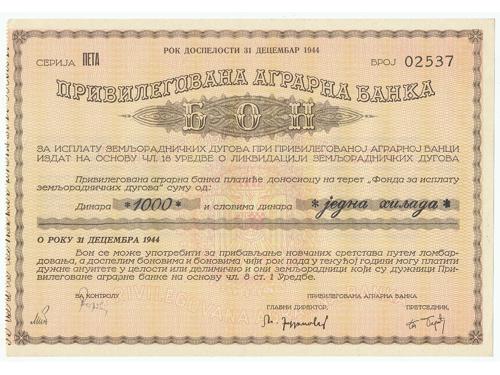 РОК ДОСПЕЛОСТИ 31 ДЕЦЕМБАР 1944
СЕРИЈА ПЕТА
БРОЈ 02537
ПРИВИЛЕГОВАНА АГРАРНА БАНКА
БОН
ЗА ИСПЛАТУ ЗЕМЉОРАДНИЧКИХ ДУГОВА ПРИ ПРИВИЛЕГОВАНОЈ АГРАРНОЈ БАНЦИ
ИЗДАТ НА ОСНОВУ ЧЛ. 16 УРЕДБЕ О ЛИКВИДАЦИЈИ ЗЕМЉОРАДНИЧКИХ ДУГОВА
Привилегована аграрна банка платиће доносиоцу на терет „Фонда за исплату
земљорадничких дугова” суму од:
Динара *1000* и словима динара *једна хиљада*
О РОКУ 31 ДЕЦЕМБРА 1944
Бон се може употребити за прибављање новчаних сретстава путем ломбар-
довања, а доспелим боновима и боновима чији рок пада у текућој години могу платити
дужне ануитете у целости или делимично и они земљорадници који су дужници Приви-
леговане аграрне банке на основу чл. 8 ст. 1 Уредбе.
ЗА КОНТРОЛУ
ПРИВИЛЕГОВАНА АГРАРНА БАНКА
ГЛАВНИ ДИРЕКТОР,
ПРЕТСЕДНИК,